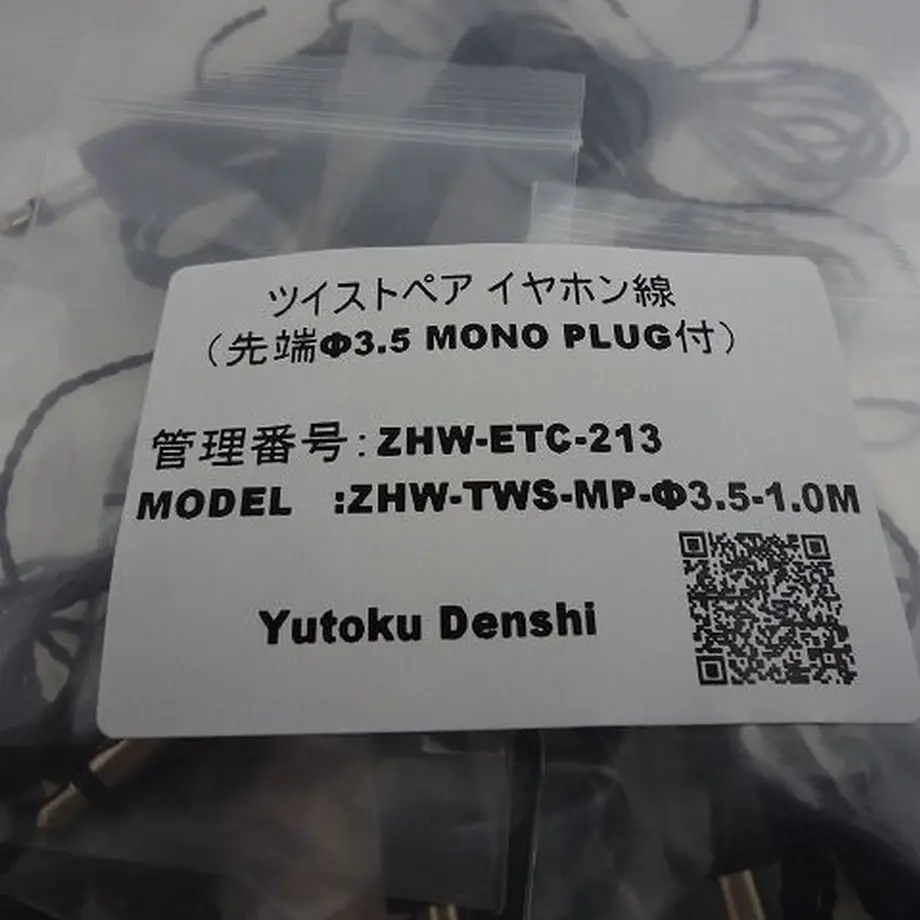 ツイストペア イヤホン線
（先端Φ3.5 MONO PLUG付）
管理番号:ZHW-ETC-213
MODEL :ZHW-TWS-MP-Φ3.5-1.0M
Yutoku Denshi